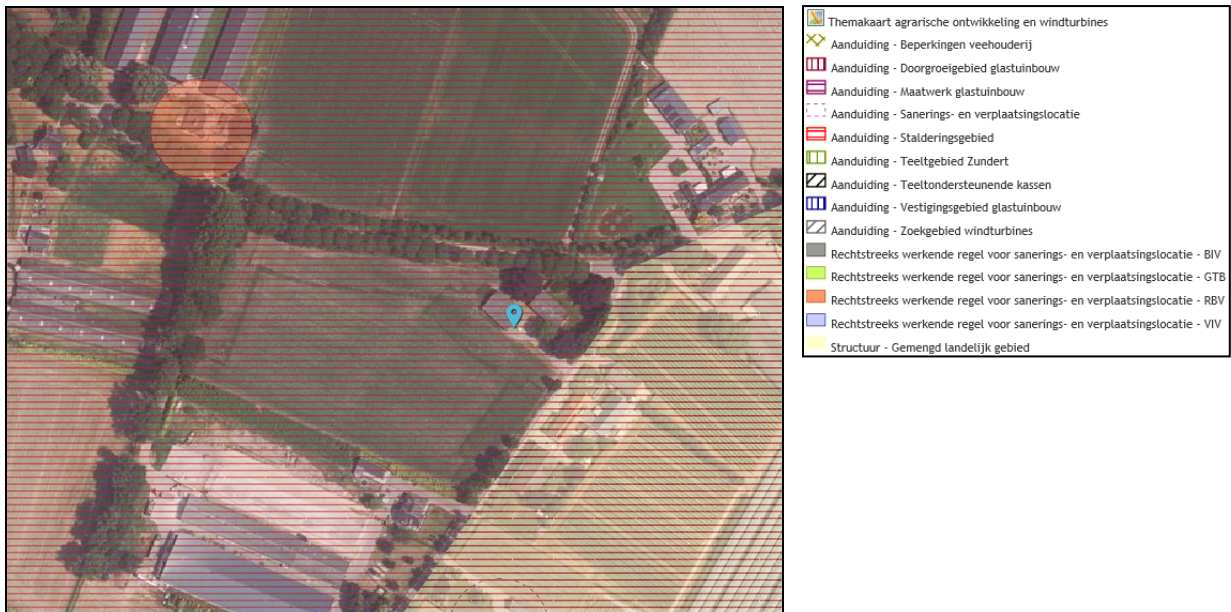 Themakaart agrarische ontwikkeling en windturbines
Aanduiding - Beperkingen veehouderij
Aanduiding - Doorgroeigebied glastuinbouw
Aanduiding - Maatwerk glastuinbouw
Aanduiding - Sanerings- en verplaatsingslocatie
Aanduiding - Stalderingsgebied
Aanduiding - Teeltgebied Zundert
Aanduiding - Teeltondersteunende kassen
Aanduiding - Vestigingsgebied glastuinbouw
Aanduiding - Zoekgebied windturbines
Rechtstreeks werkende regel voor sanerings- en verplaatsingslocatie - BIV
Rechtstreeks werkende regel voor sanerings- en verplaatsingslocatie - GTB
Rechtstreeks werkende regel voor sanerings- en verplaatsingslocatie - RBV
Rechtstreeks werkende regel voor sanerings- en verplaatsingslocatie - VIV
Structuur - Gemengd landelijk gebied